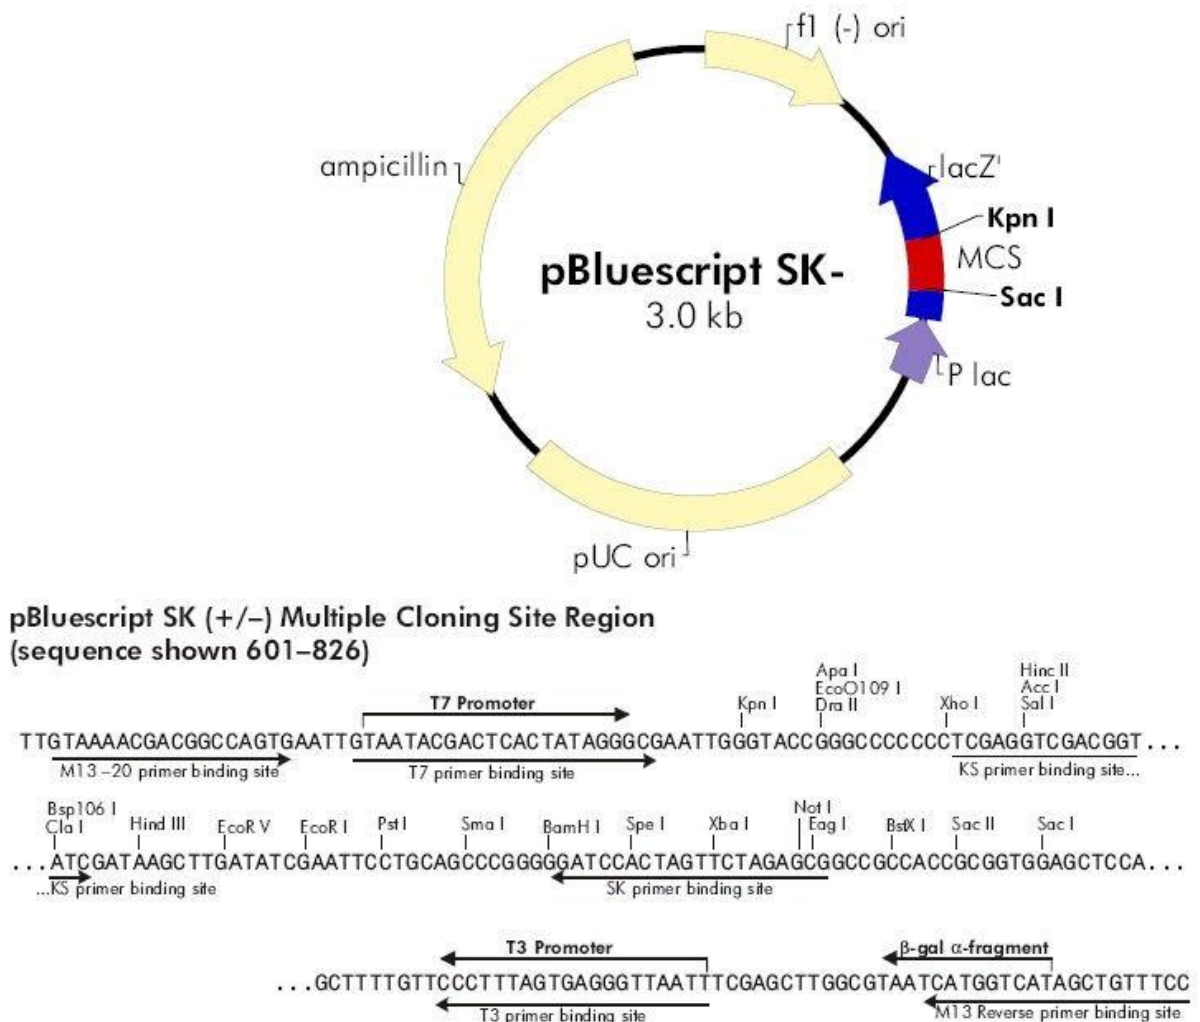 f1 (-) ori
ampicillin
lacZ'
Kpn I
MCS
Sac I
P lac
pBluescript SK-
3.0 kb
pUC ori
pBluescript SK (+/–) Multiple Cloning Site Region
(sequence shown 601–826)
Apa I
EcoO109 I
Dra II
Hinc II
Acc I
Sal I
T7 Promoter
Kpn I
Xho I
TTGTAAAACGACGGCCAGTGAATTGTAATACGACTCACTATAGGGCGAATTGGGTACCGGGCCCCCCCTCGAGGTCGACGGT...
M13 –20 primer binding site
T7 primer binding site
KS primer binding site...
Bsp106 I
Cla I
Hind III
EcoR V
EcoR I
Pst I
Sma I
BamH I
Spe I
Xba I
Not I
Eag I
BstX I
Sac II
Sac I
...ATCGATAAGCTTGATATCGAATTCCTGCAGCCCGGGGGATCCACTAGTTCTAGAGCGGCCGCCACCGCGGTGGAGCTCCA...
...KS primer binding site
SK primer binding site
T3 Promoter
β-gal α-fragment
...GCTTTTGTTCCCTTTAGTGAGGGTTAATTTCGAGCTTGGCGTAATCATGGTCATAGCTGTTTCC
T3 primer binding site
M13 Reverse primer binding site